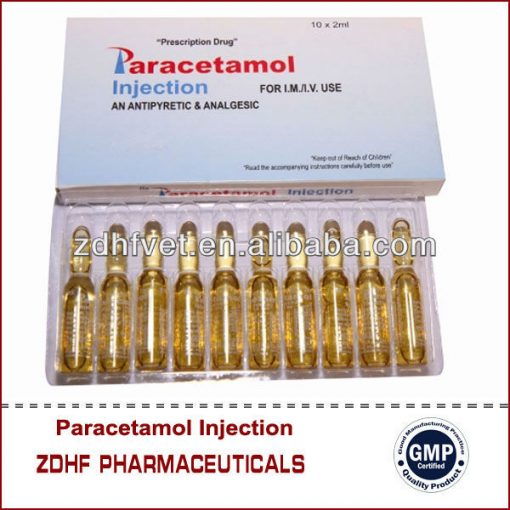 10 x 2ml
"Prescription Drug"
Paracetamol
Injection FOR I.M./I.V. USE
AN ANTIPYRETIC & ANALGESIC
"Keep out of Reach of Children"
"Read the accompanying instructions carefully before use"
Paracetamol Injection
zdhfvet.en.alibaba.com
Paracetamol Injection
ZDHF PHARMACEUTICALS
Good Manufacturing Practice
GMP
Certified
Quality Product